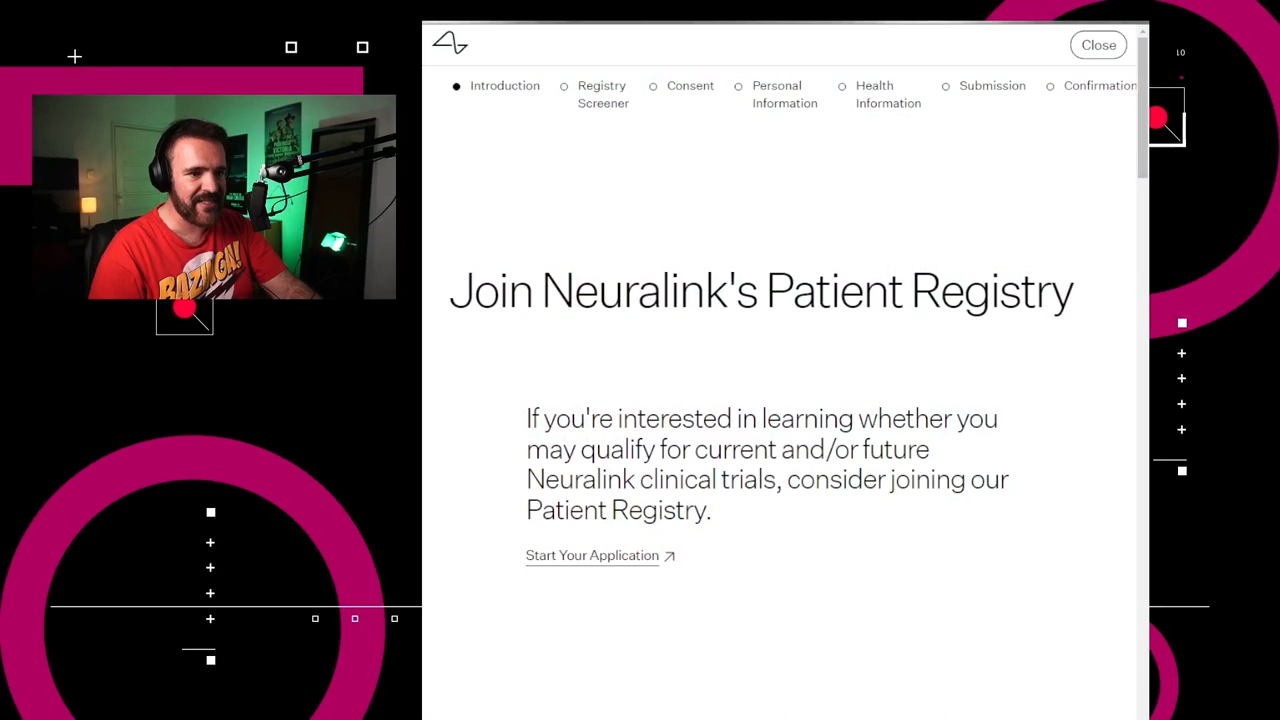 Close
Introduction
Registry
Screener
Consent
Personal
Information
Health
Information
Submission
Confirmation
01
BAZINGA!
VICTORIA
Join Neuralink's Patient Registry
If you're interested in learning whether you
may qualify for current and/or future
Neuralink clinical trials, consider joining our
Patient Registry.
Start Your Application